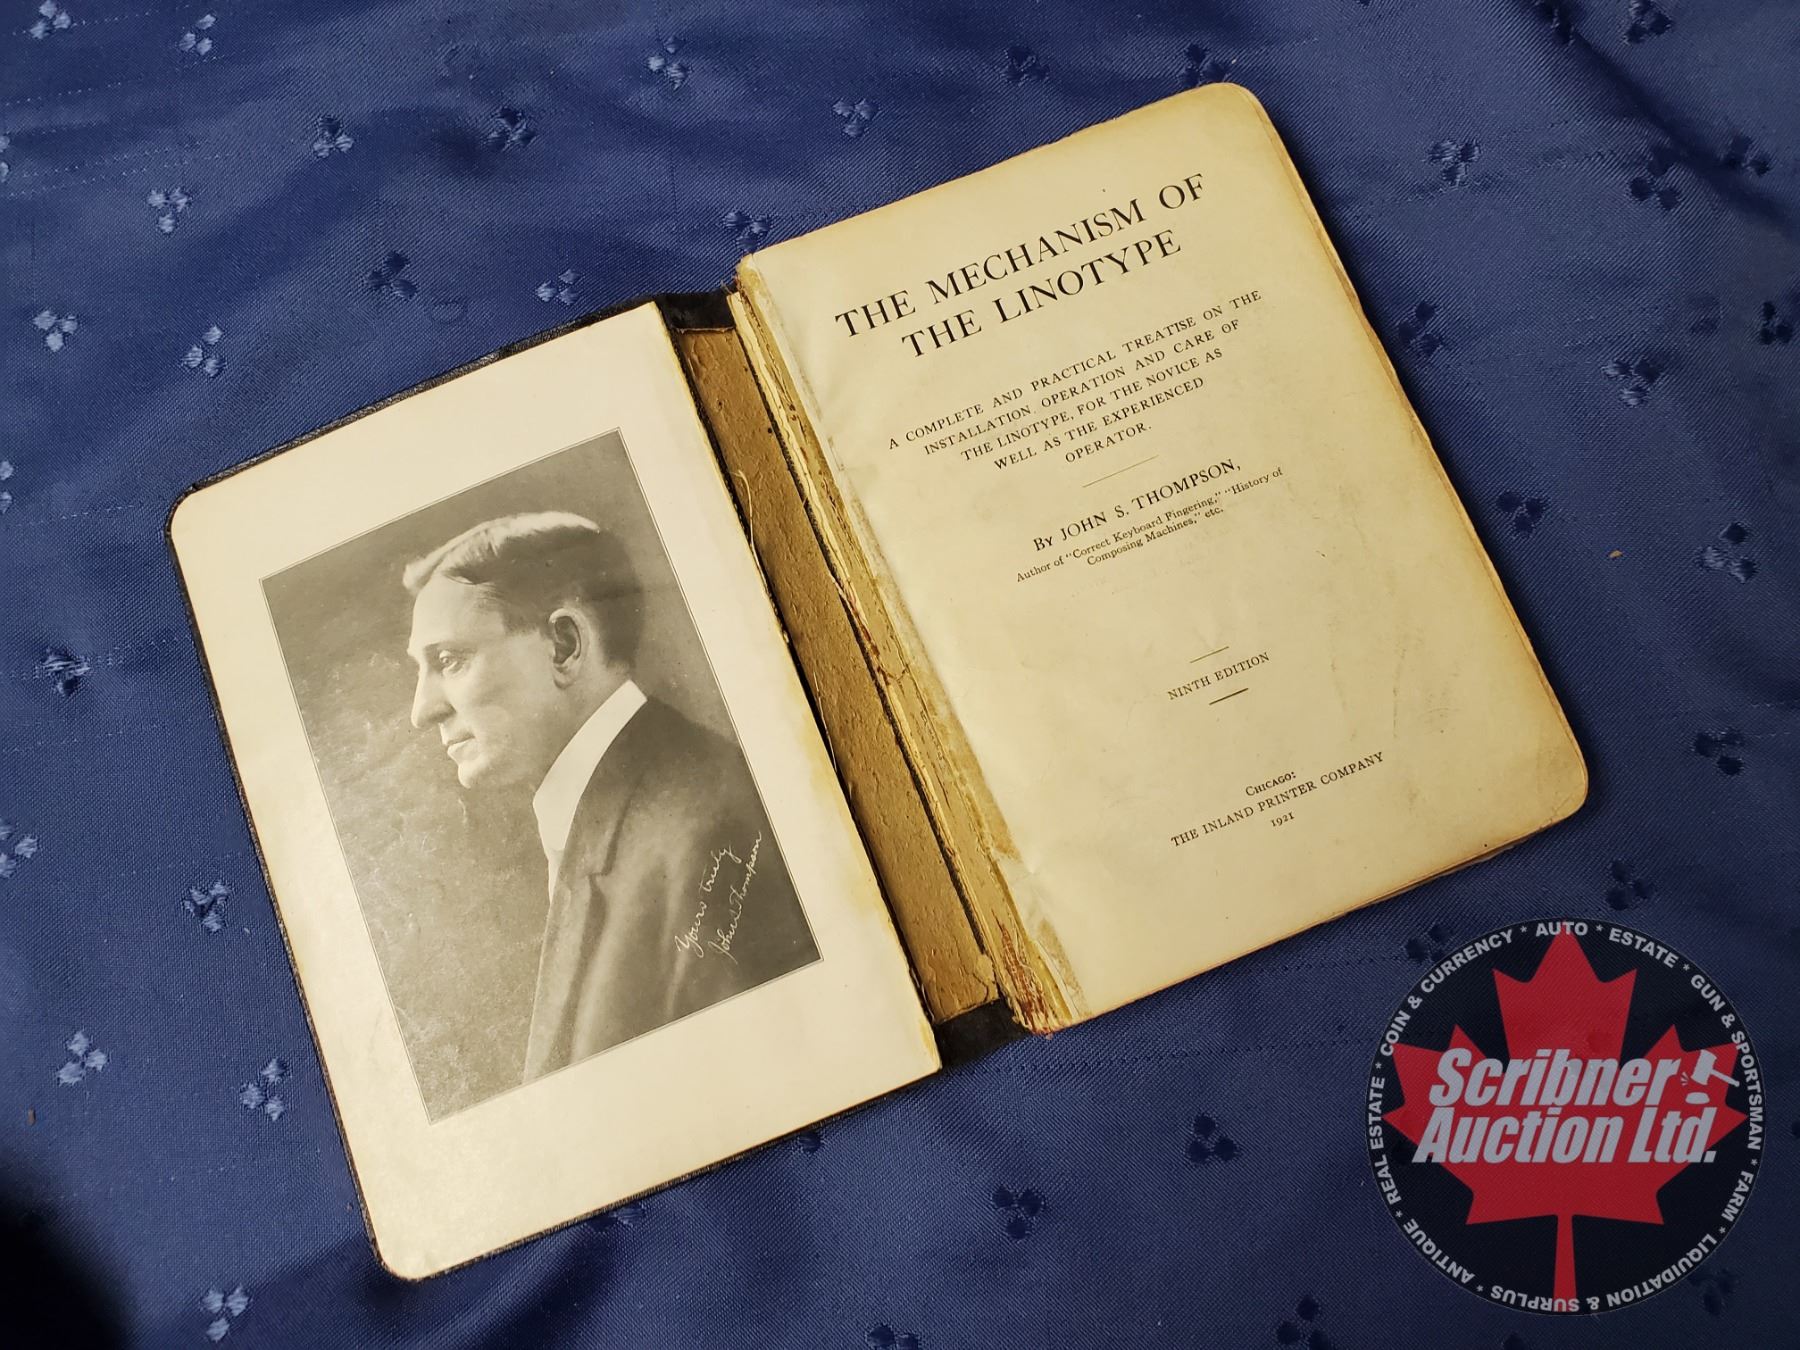 Yours truly
John S. Thompson
THE MECHANISM OF
THE LINOTYPE
A COMPLETE AND PRACTICAL TREATISE ON THE
INSTALLATION, OPERATION AND CARE OF
THE LINOTYPE, FOR THE NOVICE AS
WELL AS THE EXPERIENCED
OPERATOR.
By JOHN S. THOMPSON,
Author of "Correct Keyboard Fingering," "History of
Composing Machines," etc.
NINTH EDITION
CHICAGO:
THE INLAND PRINTER COMPANY
1921
* REAL ESTATE * COIN & CURRENCY * AUTO * ESTATE * GUN & SPORTSMAN * FARM * LIQUIDATION & SURPLUS * ANTIQUE
Scribner
Auction Ltd.